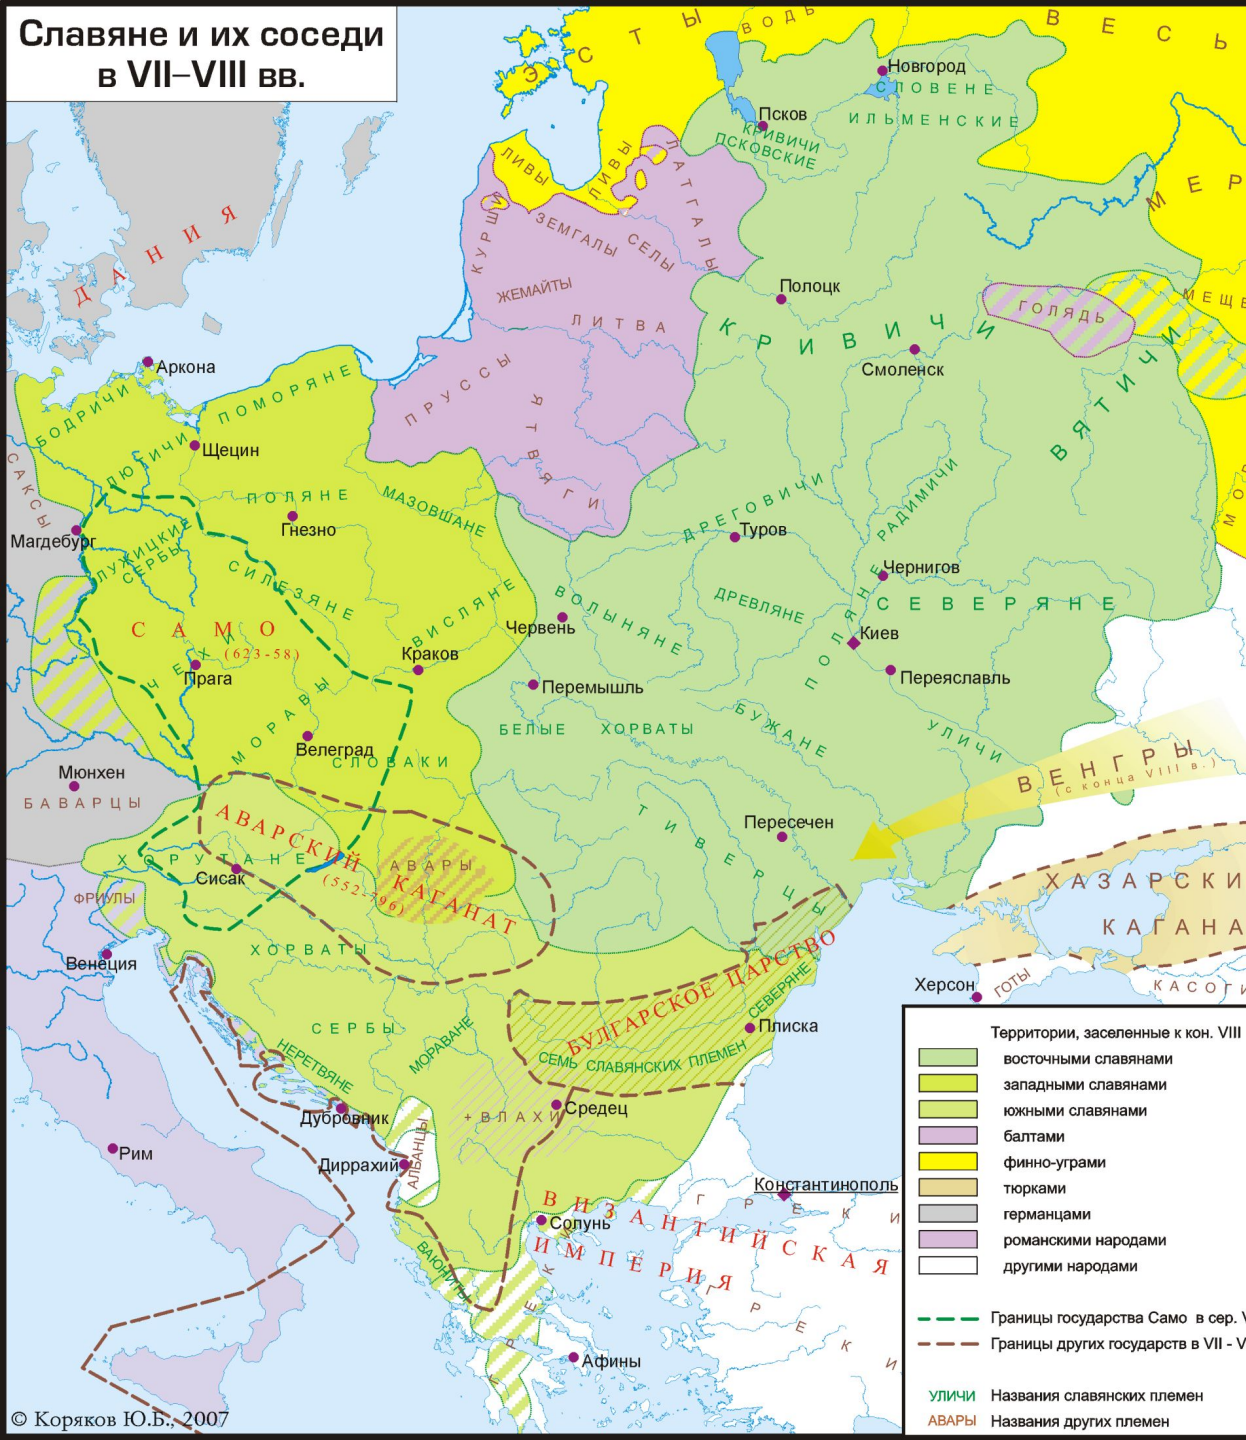 Славяне и их соседи
в VII–VIII вв.
ЭСТЫ
ВОДЬ
ВЕСЬ
Новгород
СЛОВЕНЕ
ИЛЬМЕНСКИЕ
Псков
КРИВИЧИ
ПСКОВСКИЕ
ЛИВЫ
ЛИВЫ
ЛАТГАЛЫ
МЕР
КУРШИ
ЗЕМГАЛЫ
СЕЛЫ
ДАНИЯ
ЖЕМАЙТЫ
ЛИТВА
Полоцк
КРИВИЧИ
ГОЛЯДЬ
МЕЩЕ
Смоленск
ВЯТИЧИ
Аркона
ПРУССЫ
ЯТВЯГИ
БОДРИЧИ
ПОМОРЯНЕ
ЛЮТИЧИ
Щецин
САКСЫ
ПОЛЯНЕ
МАЗОВШАНЕ
Гнезно
ДРЕГОВИЧИ
РАДИМИЧИ
МОР
Туров
Магдебург
ЛУЖИЦКИЕ
СЕРБЫ
СИЛЕЗЯНЕ
Чернигов
ВИСЛЯНЕ
ВОЛЫНЯНЕ
ДРЕВЛЯНЕ
ПОЛЯНЕ
СЕВЕРЯНЕ
САМО
(623-58)
Червень
Киев
ЧЕХИ
Прага
Краков
Перемышль
Переяславль
МОРАВЫ
БЕЛЫЕ ХОРВАТЫ
БУЖАНЕ
УЛИЧИ
Велеград
СЛОВАКИ
ВЕНГРЫ
(с конца VIII в.)
Мюнхен
БАВАРЦЫ
АВАРСКИЙ КАГАНАТ
(552-796)
АВАРЫ
ТИВЕРЦЫ
Пересечен
ХОРУТАНЕ
Сисак
ФРИУЛЫ
ХАЗАРСКИ
КАГАНА
ХОРВАТЫ
Венеция
БУЛГАРСКОЕ ЦАРСТВО
СЕВЕРЯНЕ
Херсон
ГОТЫ
КАСОГИ
СЕРБЫ
МОРАВАНЕ
Плиска
НЕРЕТВЯНЕ
СЕМЬ СЛАВЯНСКИХ ПЛЕМЕН
Дубровник
+ ВЛАХИ
Средец
АЛБАНЦЫ
Рим
Диррахий
Константинополь
ГРЕКИ
ВИЗАНТИЙСКАЯ
ИМПЕРИЯ
Солунь
ВАЮНИТЫ
ГРЕКИ
ГРЕКИ
Афины
Территории, заселенные к кон. VIII
восточными славянами
западными славянами
южными славянами
балтами
финно-уграми
тюрками
германцами
романскими народами
другими народами
Границы государства Само в сер. V
Границы других государств в VII - V
УЛИЧИ Названия славянских племен
АВАРЫ Названия других племен
© Коряков Ю.Б., 2007